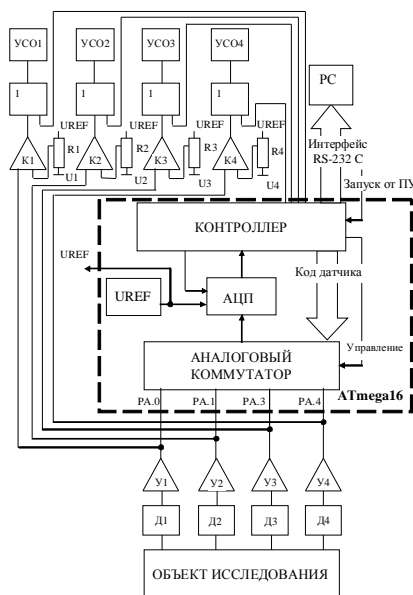 УСО1 УСО2 УСО3 УСО4
1 1 1 1
PC
UREF UREF UREF UREF
R1 R2 R3 R4
К1 К2 К3 К4
U1 U2 U3 U4
Интерфейс
RS-232 C
Запуск от ПУ
КОНТРОЛЛЕР
UREF
UREF
АЦП
Код датчика
Управление
АНАЛОГОВЫЙ
КОММУТАТОР
ATmega16
PA.0 PA.1 PA.3 PA.4
У1 У2 У3 У4
Д1 Д2 Д3 Д4
ОБЪЕКТ ИССЛЕДОВАНИЯ